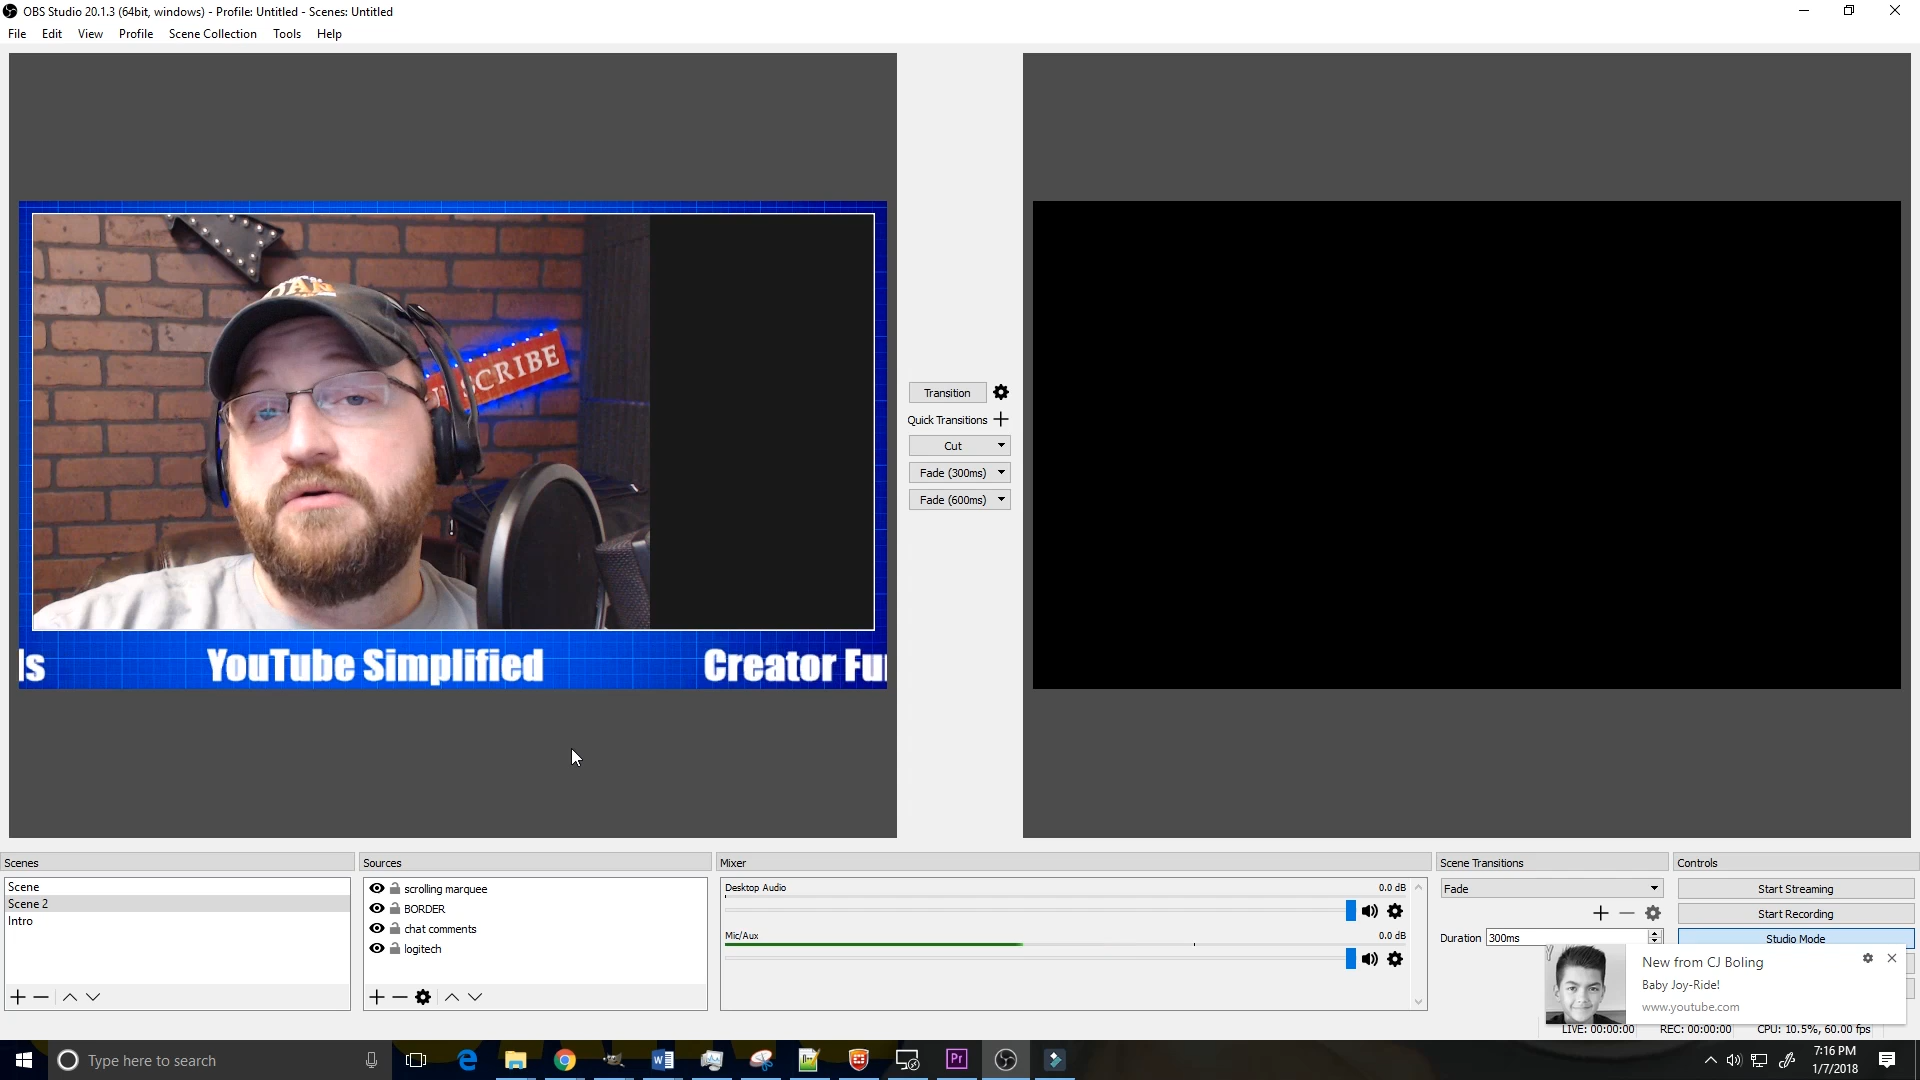 OBS Studio 20.1.3 (64bit, windows) - Profile: Untitled - Scenes: Untitled
File Edit View Profile Scene Collection Tools Help
SCRIBE
ls YouTube Simplified Creator Fu
Transition
Quick Transitions
Cut
Fade (300ms)
Fade (600ms)
Scenes
Scene
Scene 2
Intro
Sources
scrolling marquee
BORDER
chat comments
logitech
Mixer
Desktop Audio 0.0 dB
Mic/Aux 0.0 dB
Scene Transitions
Fade
Duration 300ms
Controls
Start Streaming
Start Recording
Studio Mode
New from CJ Boling
Baby Joy-Ride!
www.youtube.com
LIVE: 00:00:00 REC: 00:00:00 CPU: 10.5%, 60.00 fps
Type here to search
Pr
7:16 PM
1/7/2018